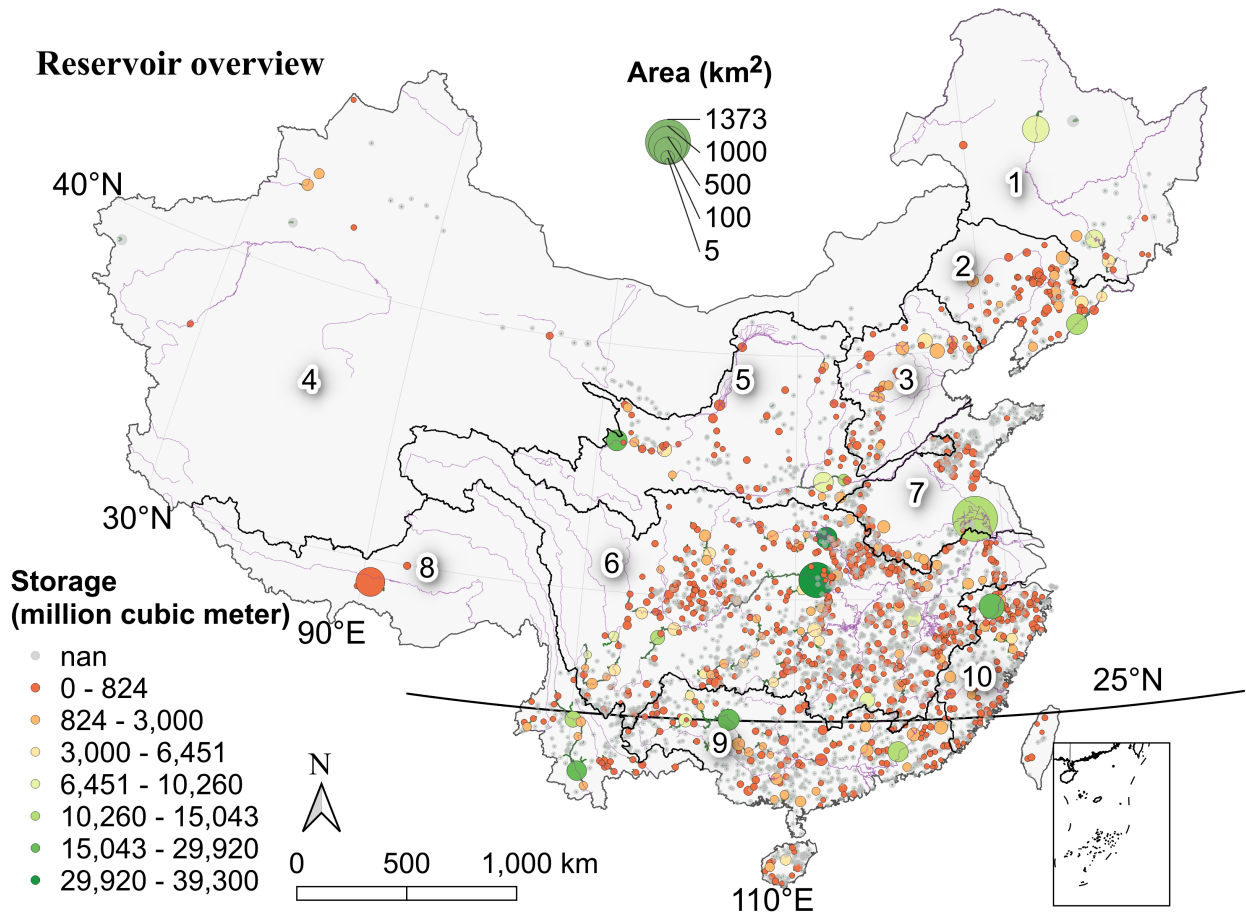 Reservoir overview
Area (km²)
1373
1000
500
100
5
40°N
30°N
90°E
110°E
25°N
1
2
3
4
5
6
7
8
9
10
Storage
(million cubic meter)
nan
0 - 824
824 - 3,000
3,000 - 6,451
6,451 - 10,260
10,260 - 15,043
15,043 - 29,920
29,920 - 39,300
N
0 500 1,000 km